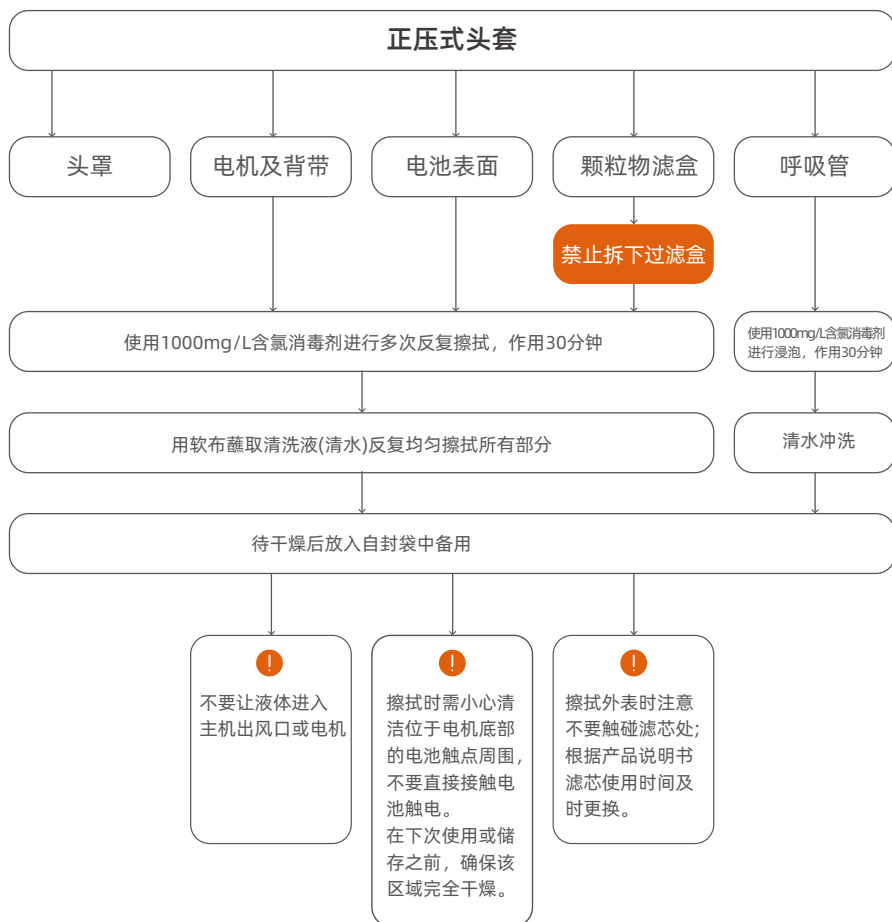 正压式头套
头罩
电机及背带
电池表面
颗粒物滤盒
呼吸管
禁止拆下过滤盒
使用1000mg/L含氯消毒剂进行多次反复擦拭，作用30分钟
使用1000mg/L含氯消毒剂
进行浸泡，作用30分钟
用软布蘸取清洗液(清水)反复均匀擦拭所有部分
清水冲洗
待干燥后放入自封袋中备用
!
不要让液体进入
主机出风口或电机
!
擦拭时需小心清
洁位于电机底部
的电池触点周围，
不要直接接触电
池触电。
在下次使用或储
存之前，确保该
区域完全干燥。
!
擦拭外表时注意
不要触碰滤芯处;
根据产品说明书
滤芯使用时间及
时更换。